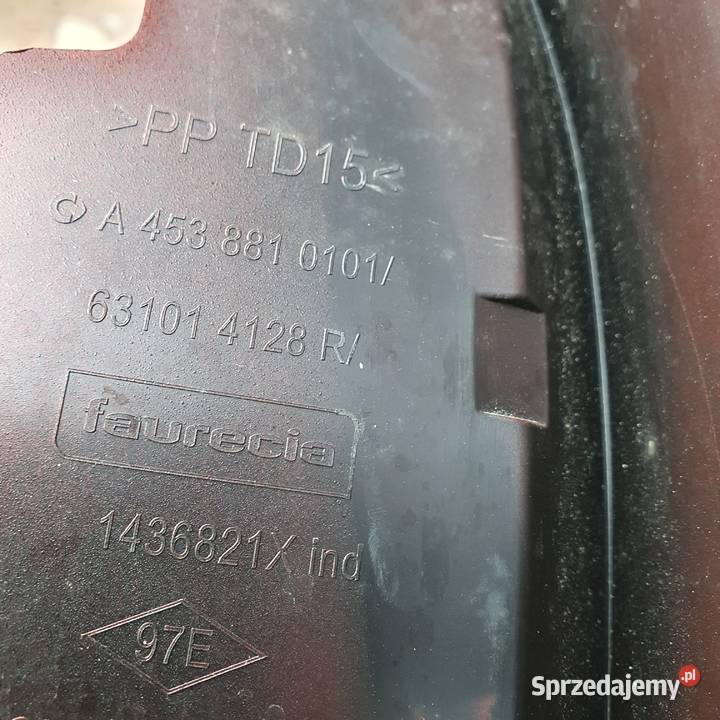 >PP TD15<
A 453 881 0101/
63101 4128 R/
faurecia
1436821X ind
97E
Sprzedajemy.pl